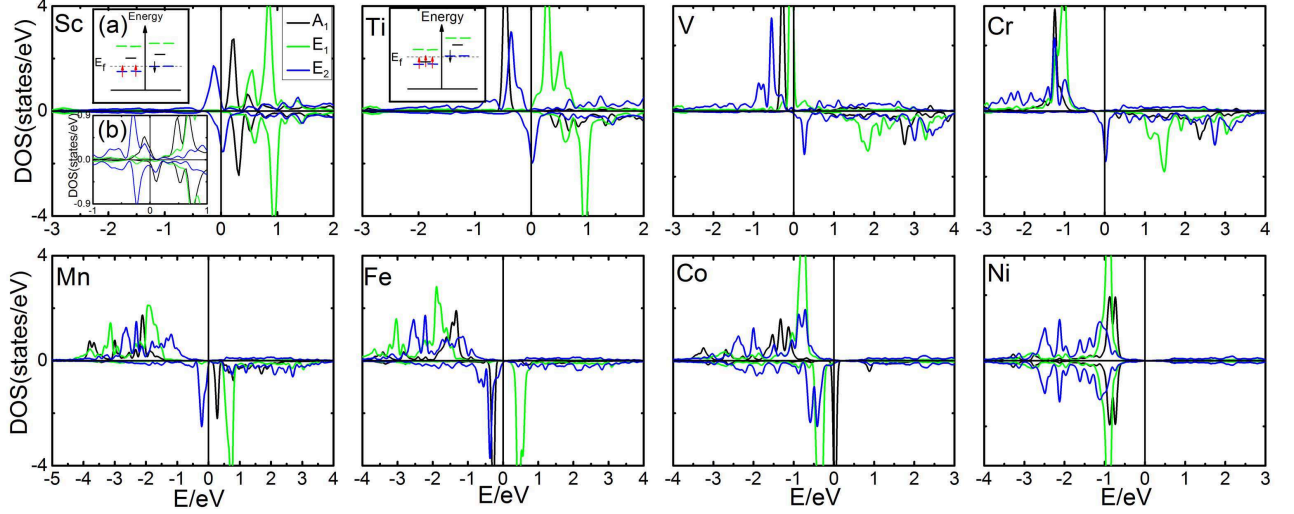 DOS(states/eV)
4
0
-4
Sc
(a)
Energy
E_f
A_1
E_1
E_2
(b)
DOS(states/eV)
0.9
0.0
-0.9
-1 0 1
-5 -4 -3 -2 -1 0 1 2
Ti
Energy
E_f
-5 -4 -3 -2 -1 0 1 2
V
-3 -2 -1 0 1 2 3 4
Cr
-3 -2 -1 0 1 2 3 4
DOS(states/eV)
4
0
-4
Mn
-5 -4 -3 -2 -1 0 1 2 3 4
E/eV
Fe
-4 -3 -2 -1 0 1 2 3 4
E/eV
Co
-4 -3 -2 -1 0 1 2 3
E/eV
Ni
-4 -3 -2 -1 0 1 2 3
E/eV